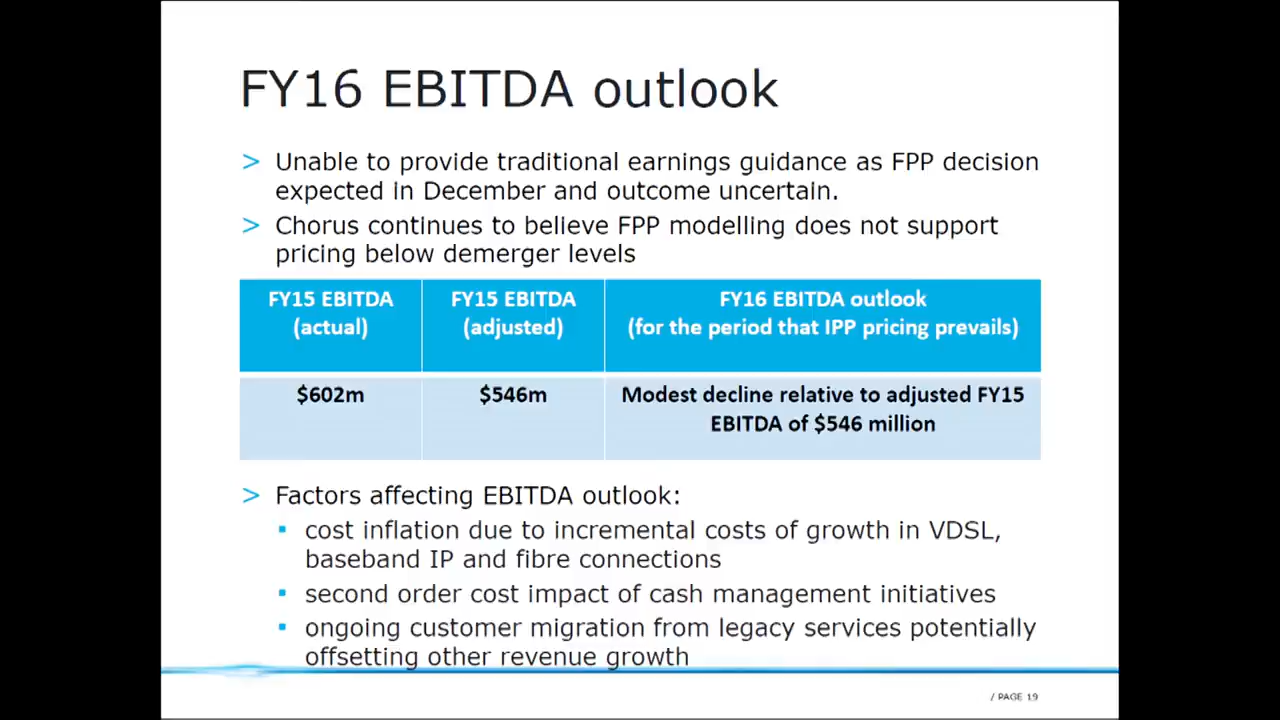 FY16 EBITDA outlook
> Unable to provide traditional earnings guidance as FPP decision
expected in December and outcome uncertain.
> Chorus continues to believe FPP modelling does not support
pricing below demerger levels
FY15 EBITDA
(actual)
FY15 EBITDA
(adjusted)
FY16 EBITDA outlook
(for the period that IPP pricing prevails)
$602m
$546m
Modest decline relative to adjusted FY15
EBITDA of $546 million
> Factors affecting EBITDA outlook:
▪ cost inflation due to incremental costs of growth in VDSL,
baseband IP and fibre connections
▪ second order cost impact of cash management initiatives
▪ ongoing customer migration from legacy services potentially
offsetting other revenue growth
/ PAGE 19